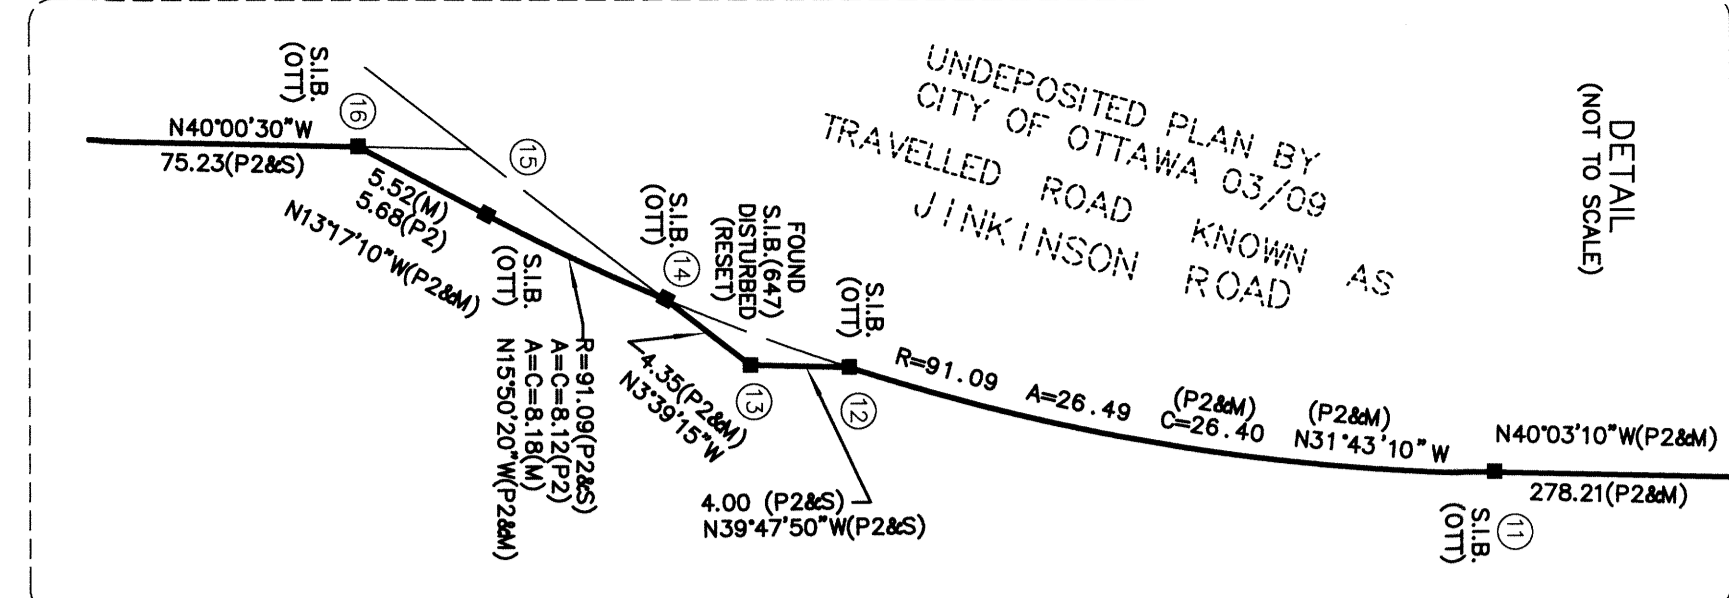 DETAIL
(NOT TO SCALE)
UNDEPOSITED PLAN BY
CITY OF OTTAWA 03/09
TRAVELLED ROAD KNOWN AS
JINKINSON ROAD
S.I.B.
(OTT)
16
N40°00'30"W
75.23(P2&S)
5.52(M)
5.68(P2)
N13°17'10"W(P2&M)
15
S.I.B.
(OTT)
R=91.09(P2&S)
A=C=8.12(P2)
A=C=8.18(M)
N15°50'20"W(P2&M)
S.I.B.
(OTT)
14
4.35(P2&M)
N3°39'15"W
FOUND
S.I.B.(647)
DISTURBED
(RESET)
13
4.00 (P2&S)
N39°47'50"W(P2&S)
S.I.B.
(OTT)
12
R=91.09
A=26.49
(P2&M)
C=26.40
(P2&M)
N31°43'10"W
N40°03'10"W(P2&M)
278.21(P2&M)
11
S.I.B.
(OTT)